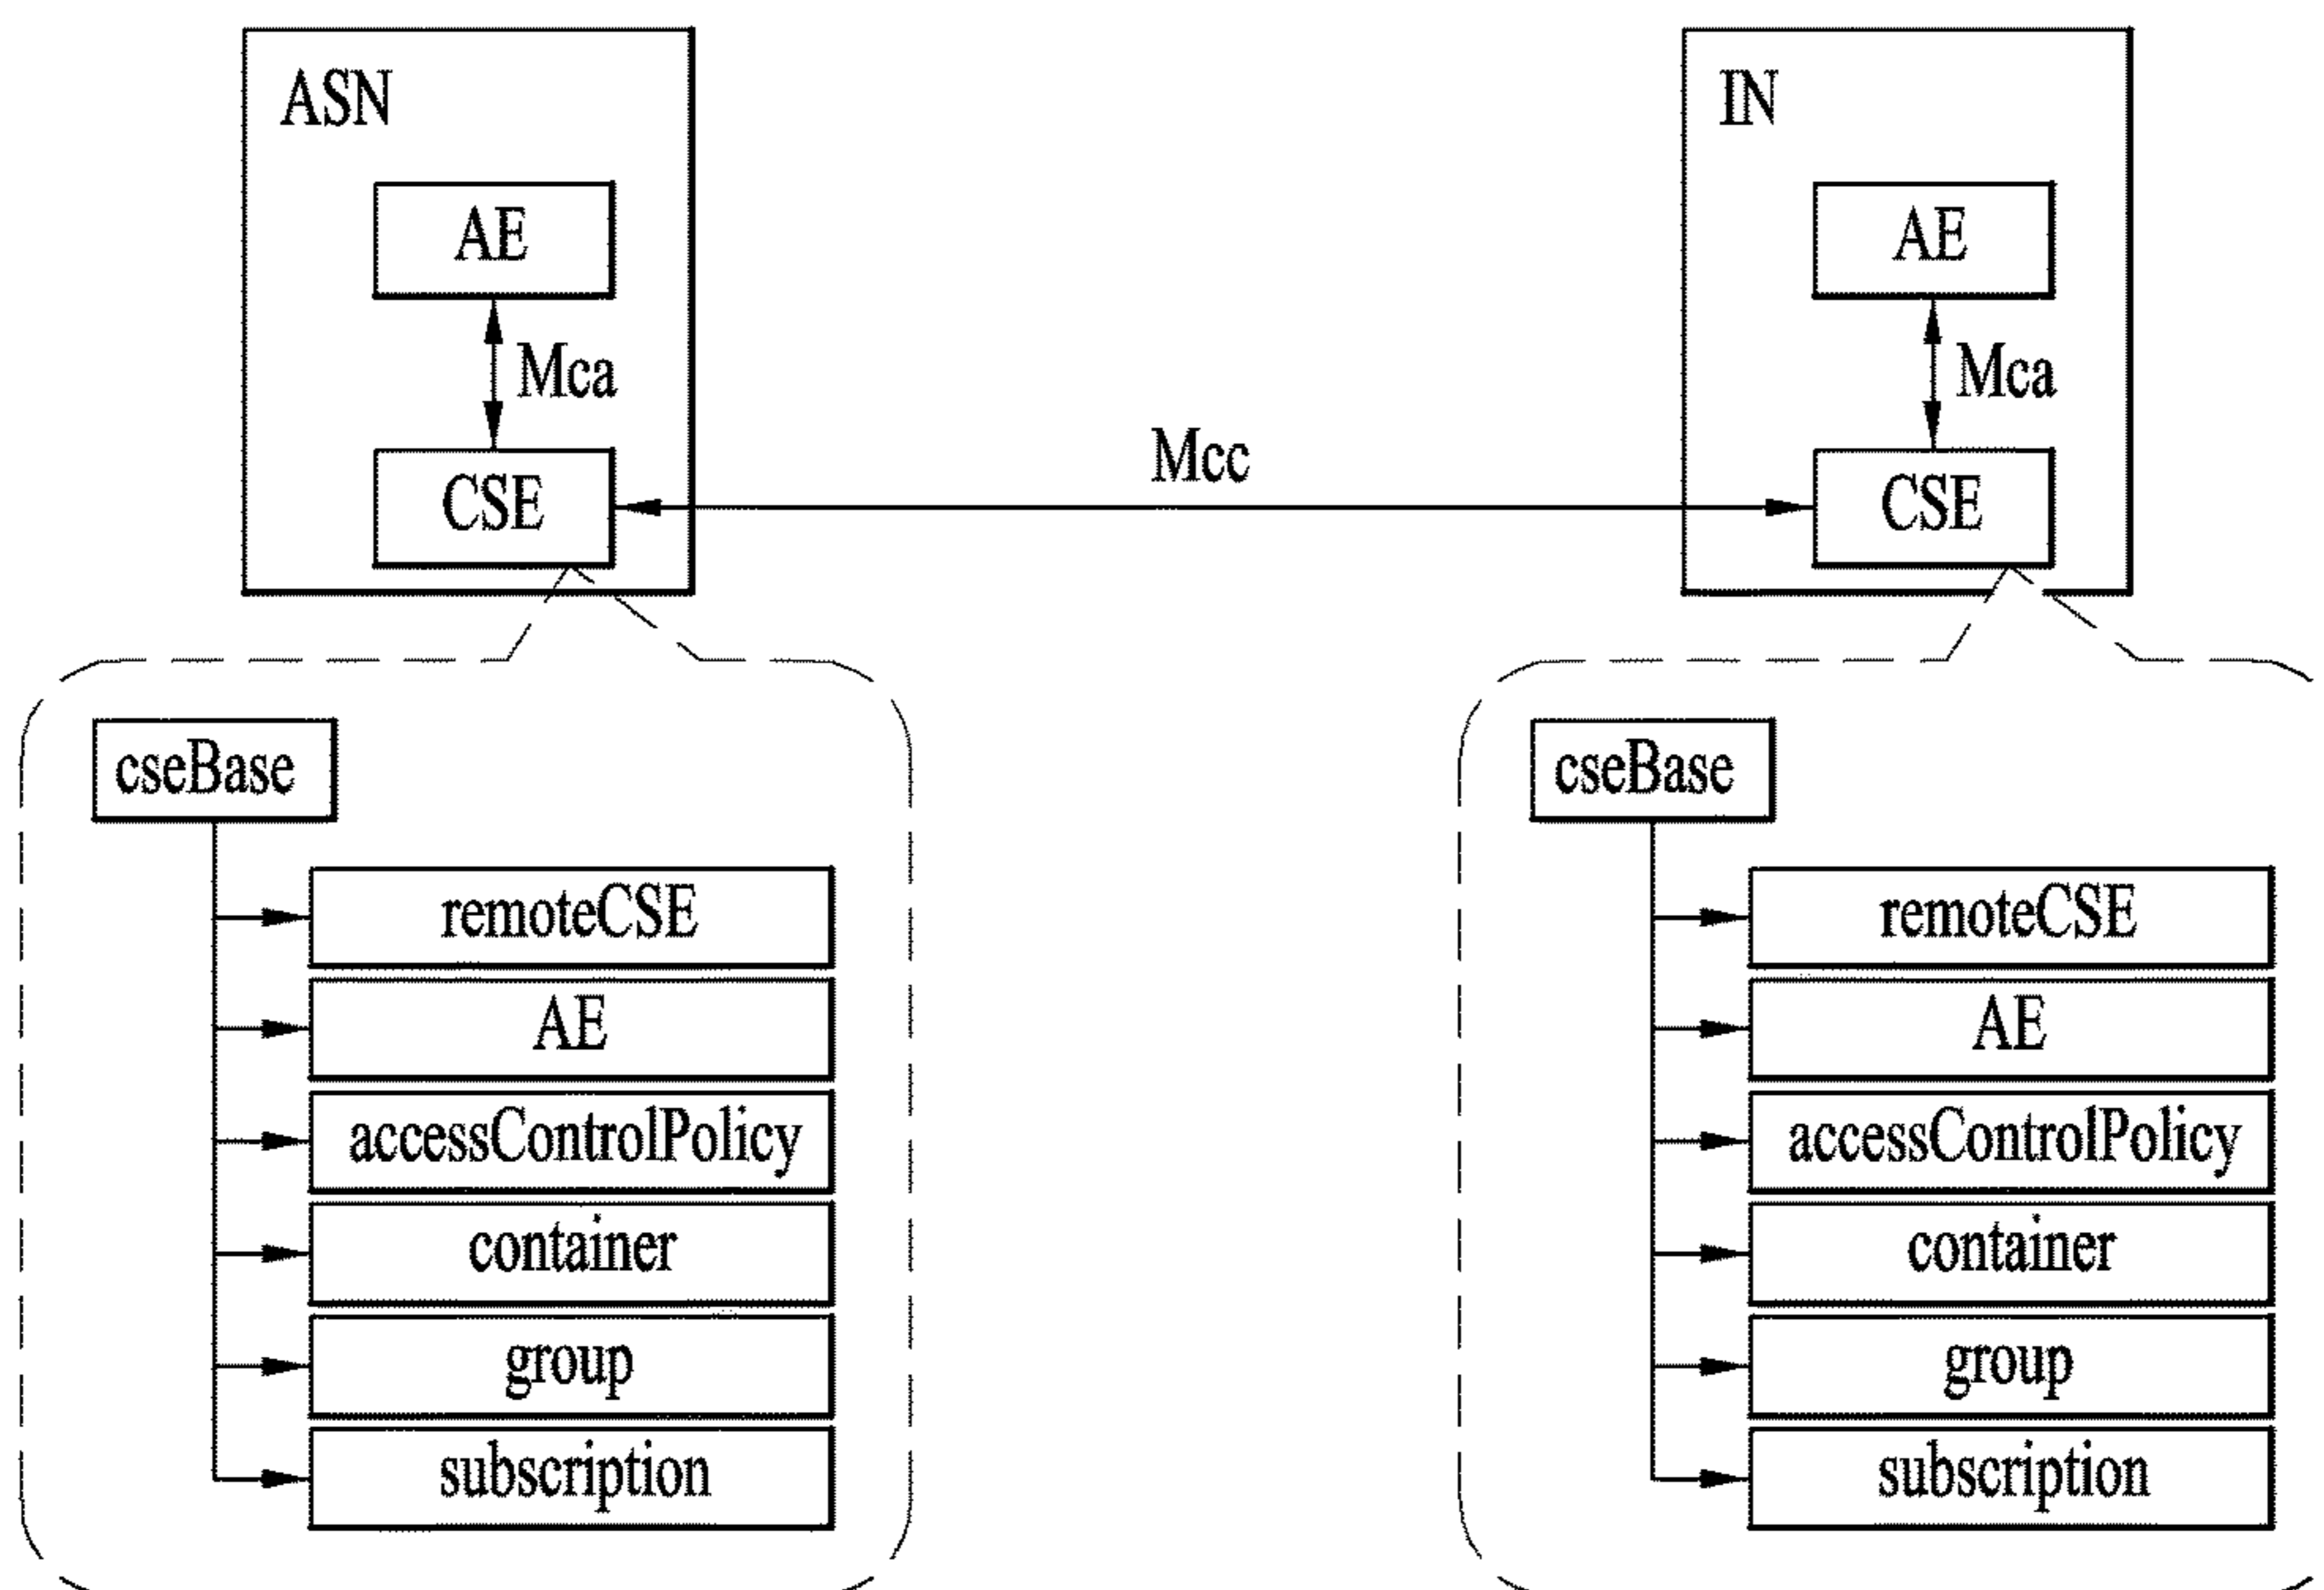 ASN
AE
Mca
CSE
Mcc
IN
AE
Mca
CSE
cseBase
remoteCSE
AE
accessControlPolicy
container
group
subscription
cseBase
remoteCSE
AE
accessControlPolicy
container
group
subscription